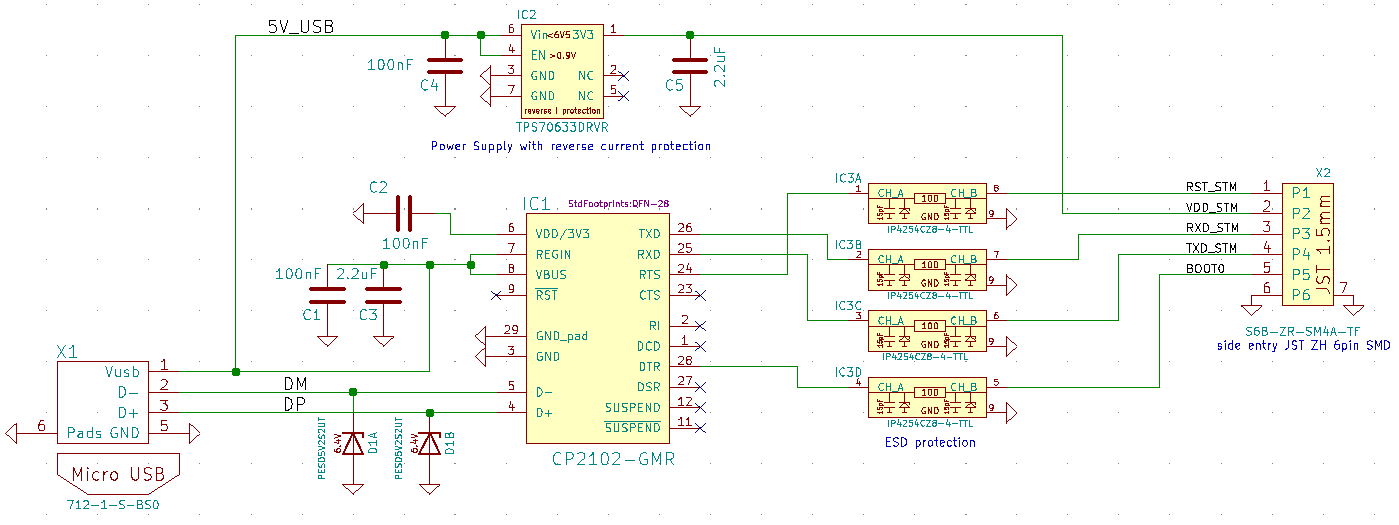 5V_USB
IC2
6 Vin<6V5 3V3 1
4 EN >0.9V
3 GND NC 2
7 GND NC 5
reverse I protection
TPS70633DRVR
100nF
C4
C5
2.2uF
Power Supply with reverse current protection
C2
100nF
100nF
2.2uF
C1
C3
IC1
StdFootprints:QFN-28
6 VDD/3V3 TXD 26
7 REGIN RXD 25
8 VBUS RTS 24
9 RST CTS 23
RI 2
29 GND_pad DCD 1
3 GND DTR 28
DSR 27
5 D- SUSPEND 12
4 D+ SUSPEND 11
CP2102-GMR
X1
Vusb 1
D- 2
D+ 3
6 Pads GND 5
Micro USB
712-1-S-BS0
DM
DP
PESD5V2S2UT
6.4V
D1A
PESD5V2S2UT
6.4V
D1B
IC3A
1 CH_A 100 CH_B 8
15pF GND 15pF 9
IP4254CZ8-4-TTL
IC3B
2 CH_A 100 CH_B 7
15pF GND 15pF 9
IP4254CZ8-4-TTL
IC3C
3 CH_A 100 CH_B 6
15pF GND 15pF 9
IP4254CZ8-4-TTL
IC3D
4 CH_A 100 CH_B 5
15pF GND 15pF 9
IP4254CZ8-4-TTL
ESD protection
X2
RST_STM 1 P1
VDD_STM 2 P2
RXD_STM 3 P3
TXD_STM 4 P4
BOOT0 5 P5
6 P6 7
JST 1.5mm
S6B-ZR-SM4A-TF
side entry JST ZH 6pin SMD